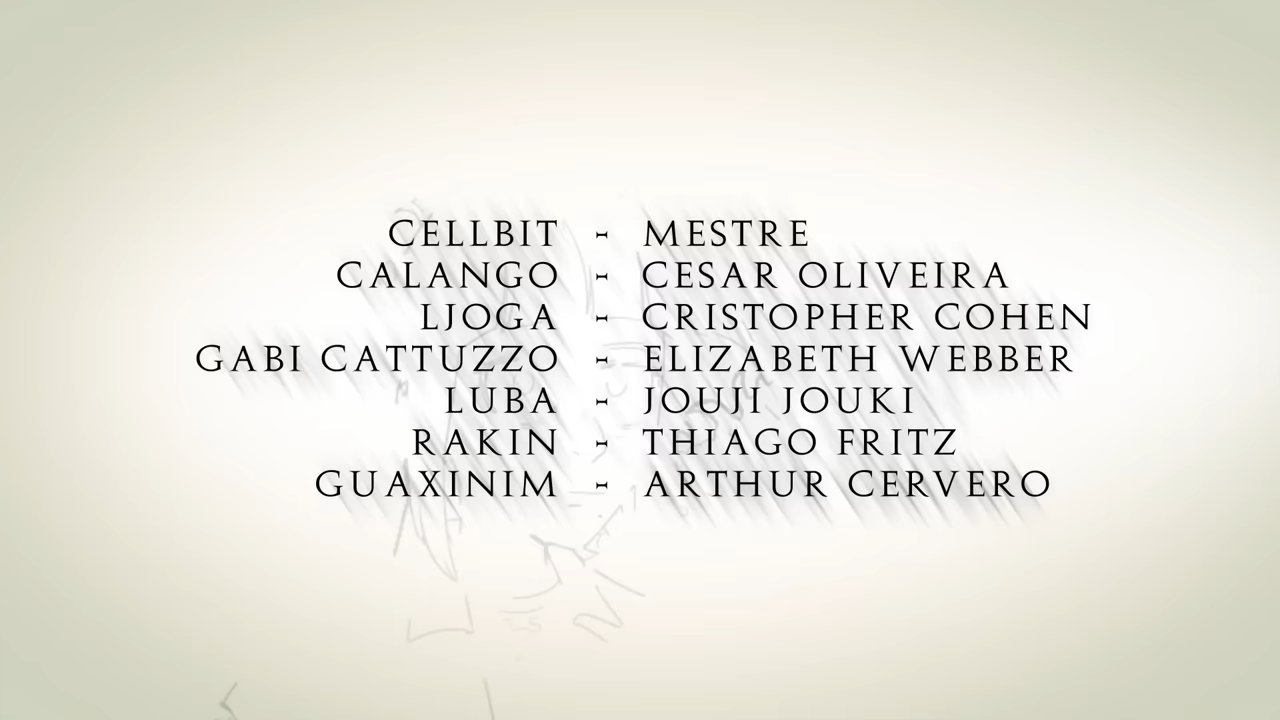 CELLBIT - MESTRE
CALANGO - CESAR OLIVEIRA
LJOGA - CRISTOPHER COHEN
GABI CATTUZZO - ELIZABETH WEBBER
LUBA - JOUJI JOUKI
RAKIN - THIAGO FRITZ
GUAXINIM - ARTHUR CERVERO